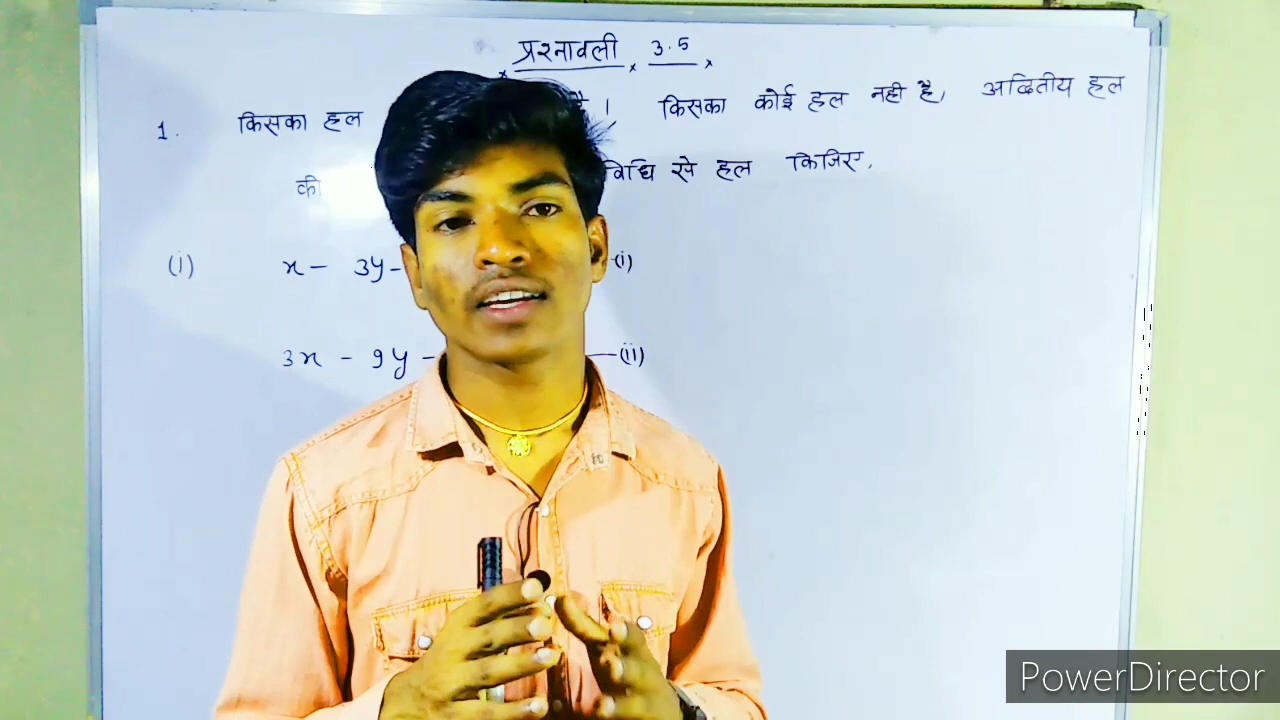 प्रश्नावली 3.5
1. किसका हल है । किसका कोई हल नही है, अद्वितीय हल
की विधि से हल किजिए.
(i) x - 3y - (i)
3x - 9y - (ii)
PowerDirector